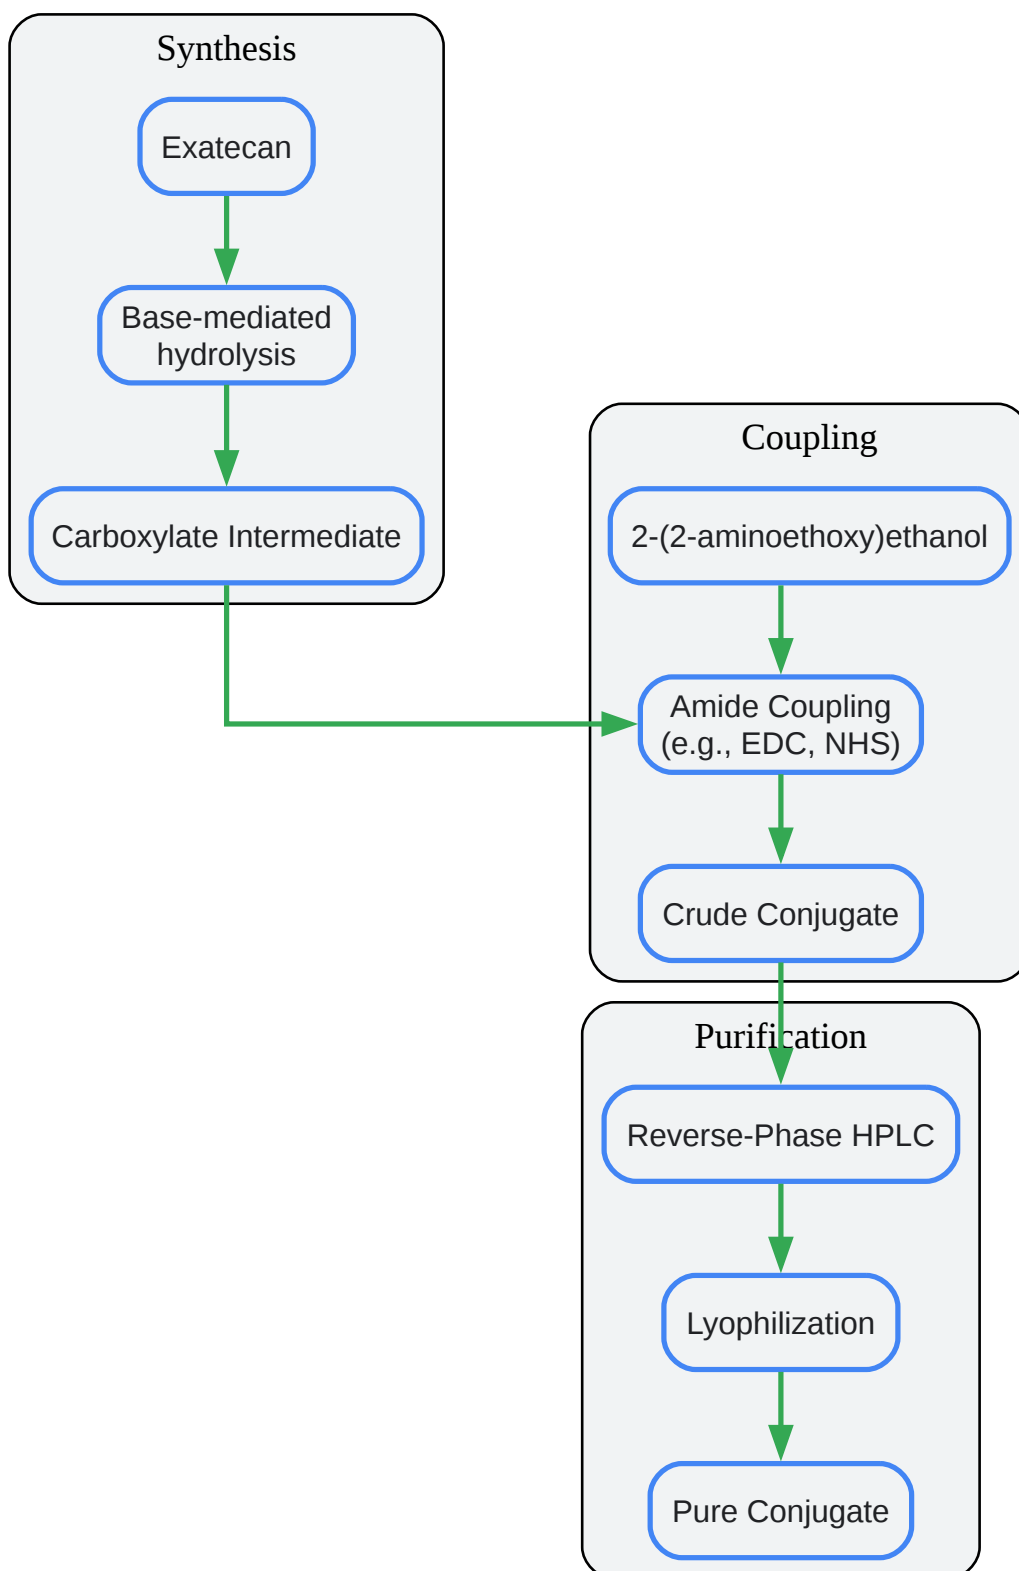 Synthesis
Exatecan
Base-mediated
hydrolysis
Carboxylate Intermediate
Coupling
2-(2-aminoethoxy)ethanol
Amide Coupling
(e.g., EDC, NHS)
Crude Conjugate
Purification
Reverse-Phase HPLC
Lyophilization
Pure Conjugate